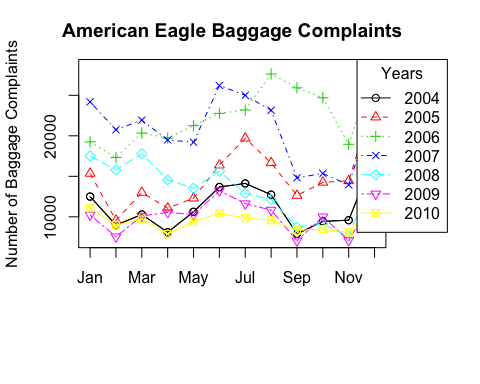 American Eagle Baggage Complaints
Number of Baggage Complaints
20000
10000
Jan Mar May Jul Sep Nov
Years
2004
2005
2006
2007
2008
2009
2010